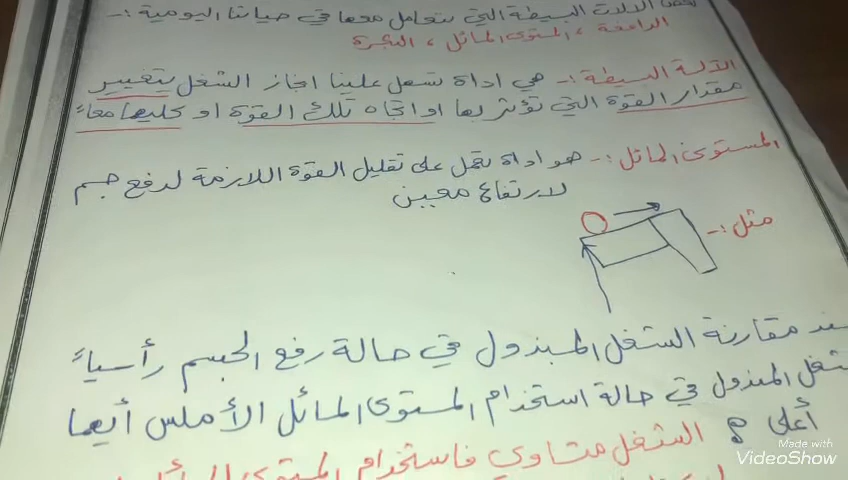 الآلات البسيطة التي نتعامل معها في حياتنا اليومية :-
الرافعة ، المستوى المائل ، البكرة
الآلة البسيطة :- هي اداة تسهل علينا انجاز الشغل بتغيير
مقدار القوة التي تؤثر بها او اتجاه تلك القوة او كليهما معاً
المستوى المائل :- هو اداة تعمل على تقليل القوة اللازمة لدفع جسم
لارتفاع معين
مثل :-
عند مقارنة الشغل المبذول في حالة رفع الجسم رأسياً
الشغل المبذول في حالة استخدام المستوى المائل الأملس أيهما
أعلى ؟ الشغل متساوي فاستخدام المستوى المائل
Made with
VideoShow